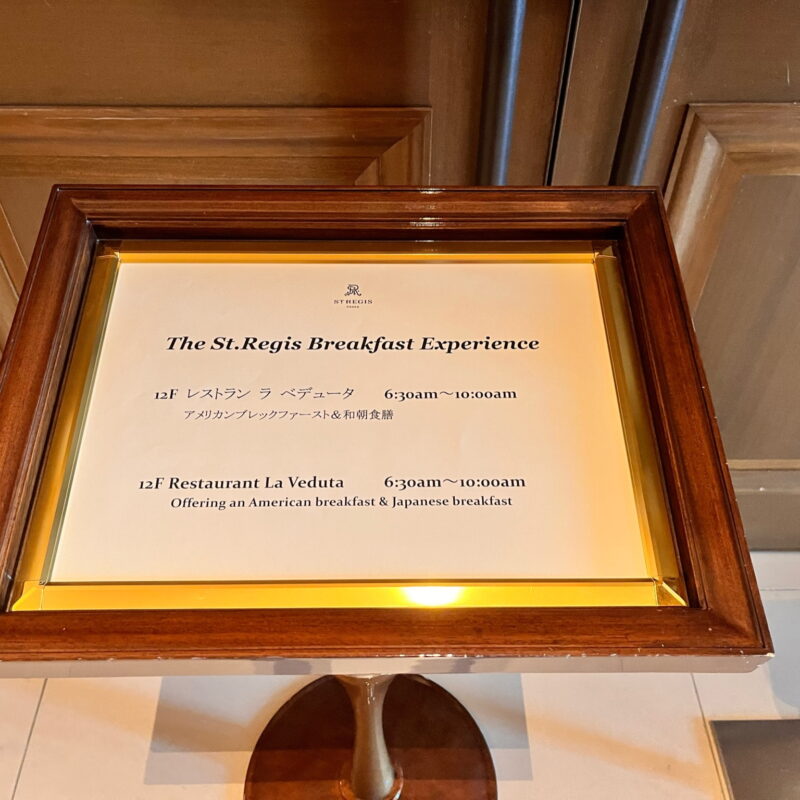 ST REGIS
The St.Regis Breakfast Experience
12F レストラン ラ ベデュータ 6:30am～10:00am
アメリカンブレックファースト&和朝食膳
12F Restaurant La Veduta 6:30am～10:00am
Offering an American breakfast & Japanese breakfast